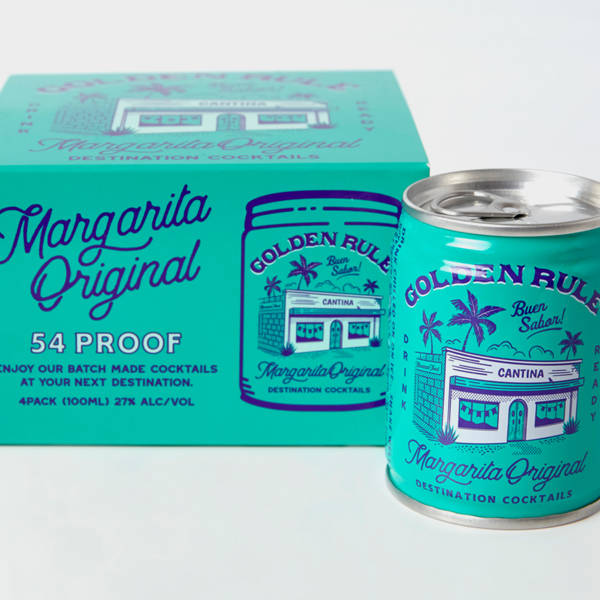 GOLDEN RULE
Buen
Sabor!
CANTINA
Margarita Original
DESTINATION COCKTAILS
Margarita
Original
54 PROOF
ENJOY OUR BATCH MADE COCKTAILS
AT YOUR NEXT DESTINATION.
4PACK (100ML) 27% ALC/VOL
GOLDEN RULE
Buen
Sabor!
CANTINA
Margarita Original
DESTINATION COCKTAILS
GOLDEN RULE
Buen
Sabor!
DRINK
READY
CANTINA
Margarita Original
DESTINATION COCKTAILS